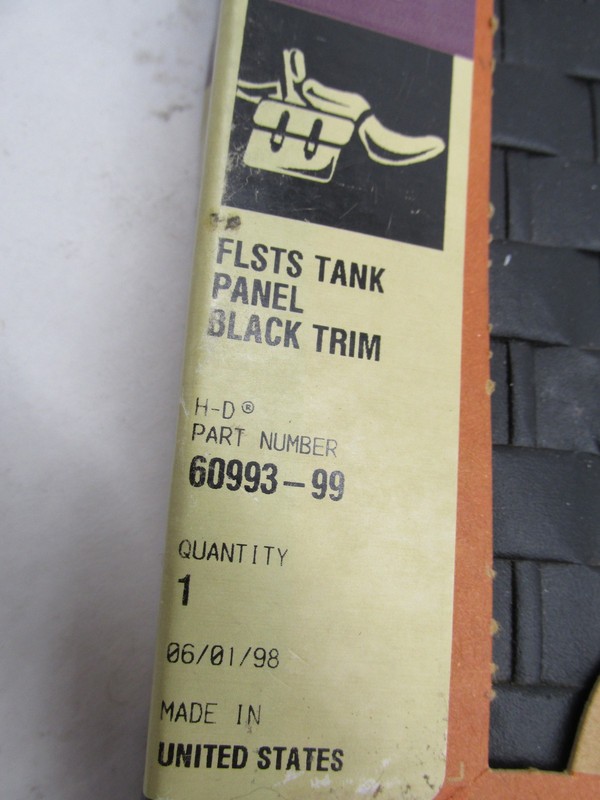 FLSTS TANK
PANEL
BLACK TRIM
H-D®
PART NUMBER
60993-99
QUANTITY
1
06/01/98
MADE IN
UNITED STATES